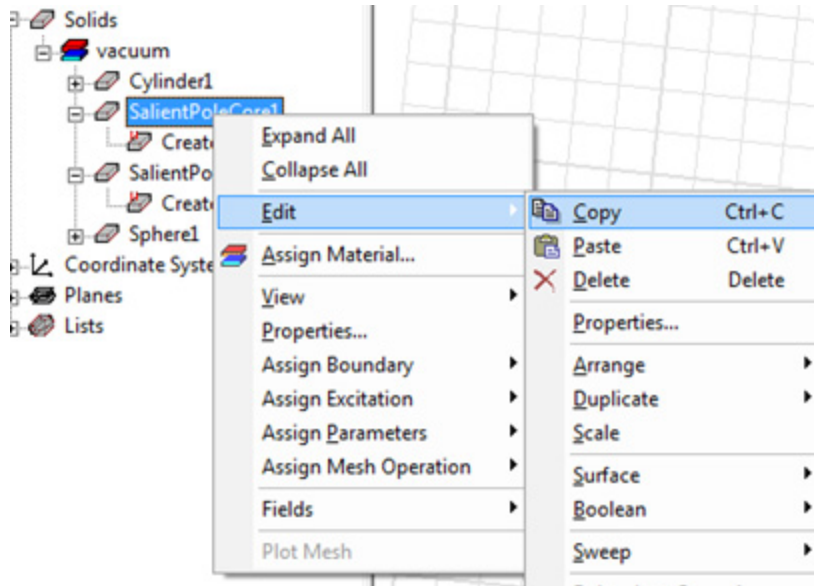 Solids
vacuum
Cylinder1
SalientPoleCore1
Create
SalientPo
Create
Sphere1
Coordinate Syste
Planes
Lists
Expand All
Collapse All
Edit
Assign Material...
View
Properties...
Assign Boundary
Assign Excitation
Assign Parameters
Assign Mesh Operation
Fields
Plot Mesh
Copy Ctrl+C
Paste Ctrl+V
Delete Delete
Properties...
Arrange
Duplicate
Scale
Surface
Boolean
Sweep